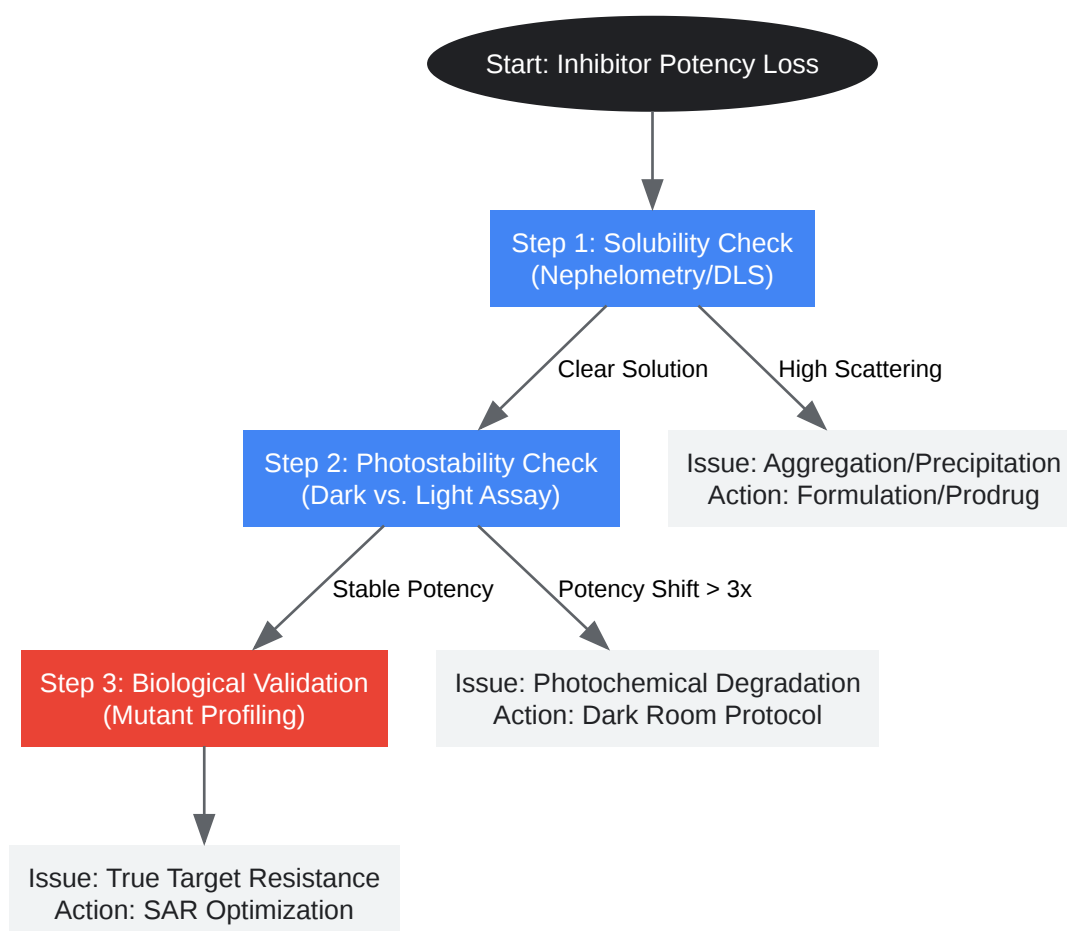 Start: Inhibitor Potency Loss
Step 1: Solubility Check
(Nephelometry/DLS)
Clear Solution
High Scattering
Step 2: Photostability Check
(Dark vs. Light Assay)
Issue: Aggregation/Precipitation
Action: Formulation/Prodrug
Stable Potency
Potency Shift > 3x
Step 3: Biological Validation
(Mutant Profiling)
Issue: Photochemical Degradation
Action: Dark Room Protocol
Issue: True Target Resistance
Action: SAR Optimization